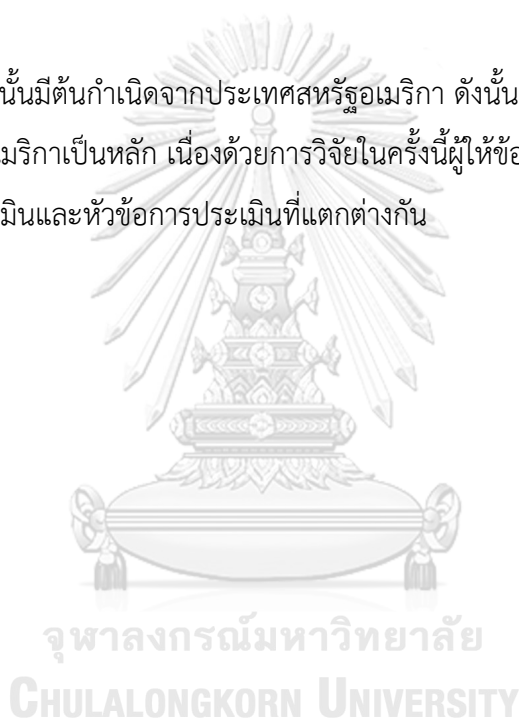 นั้นมีต้นกำเนิดจากประเทศสหรัฐอเมริกา ดังนั้น
มริกาเป็นหลัก เนื่องด้วยการวิจัยในครั้งนี้ผู้ให้ข้อ
มินและหัวข้อการประเมินที่แตกต่างกัน
จุฬาลงกรณ์มหาวิทยาลัย
CHULALONGKORN UNIVERSITY